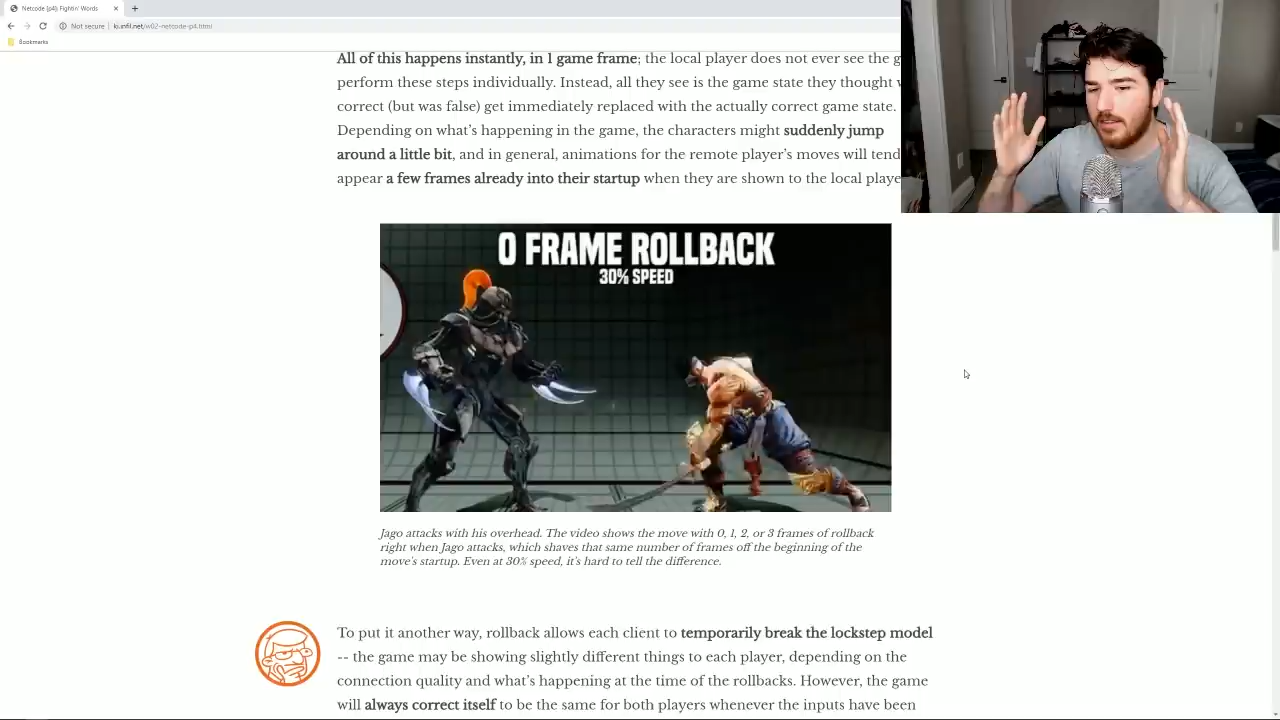 Netcode (p4): Fightin' Words
Not secure | ki.infil.net/w02-netcode-p4.html
Bookmarks
All of this happens instantly, in 1 game frame; the local player does not ever see the g
perform these steps individually. Instead, all they see is the game state they thought w
correct (but was false) get immediately replaced with the actually correct game state.
Depending on what's happening in the game, the characters might suddenly jump
around a little bit, and in general, animations for the remote player's moves will tend
appear a few frames already into their startup when they are shown to the local playe
0 FRAME ROLLBACK
30% SPEED
Jago attacks with his overhead. The video shows the move with 0, 1, 2, or 3 frames of rollback
right when Jago attacks, which shaves that same number of frames off the beginning of the
move's startup. Even at 30% speed, it's hard to tell the difference.
To put it another way, rollback allows each client to temporarily break the lockstep model
-- the game may be showing slightly different things to each player, depending on the
connection quality and what's happening at the time of the rollbacks. However, the game
will always correct itself to be the same for both players whenever the inputs have been